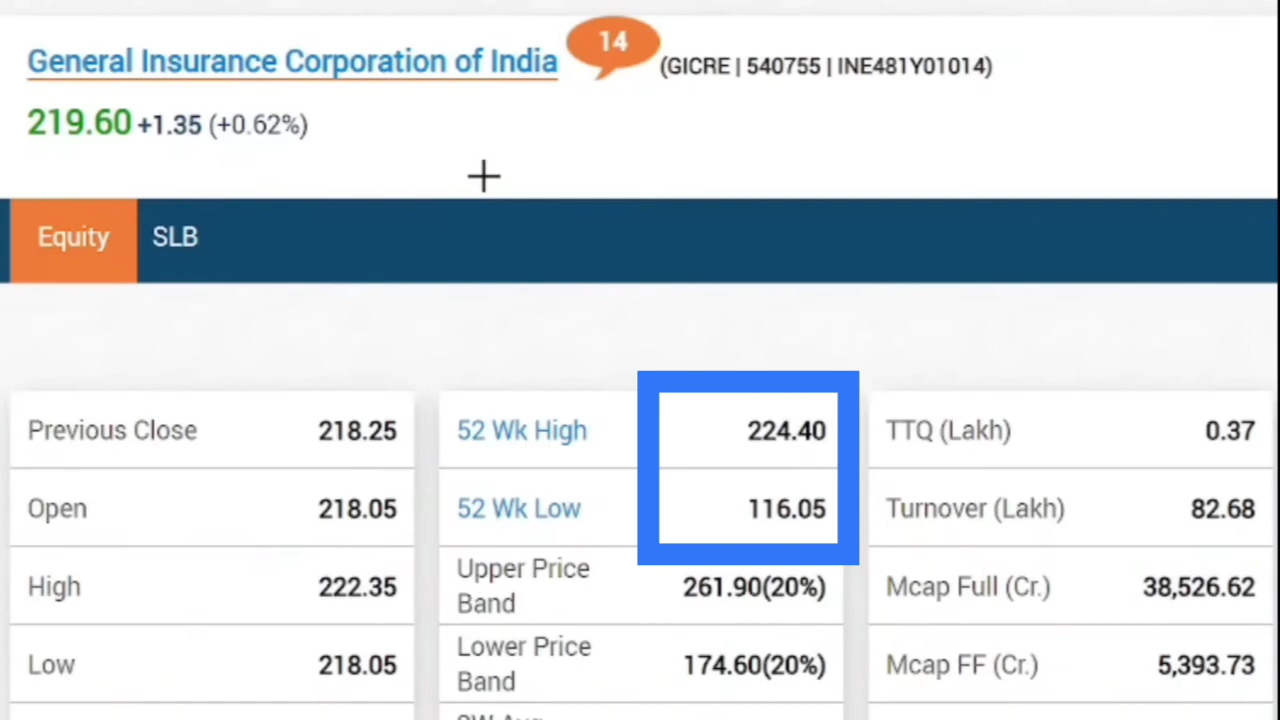 General Insurance Corporation of India
14
(GICRE | 540755 | INE481Y01014)
219.60 +1.35 (+0.62%)
Equity SLB
Previous Close 218.25
Open 218.05
High 222.35
Low 218.05
52 Wk High 224.40
52 Wk Low 116.05
Upper Price
Band 261.90(20%)
Lower Price
Band 174.60(20%)
TTQ (Lakh) 0.37
Turnover (Lakh) 82.68
Mcap Full (Cr.) 38,526.62
Mcap FF (Cr.) 5,393.73